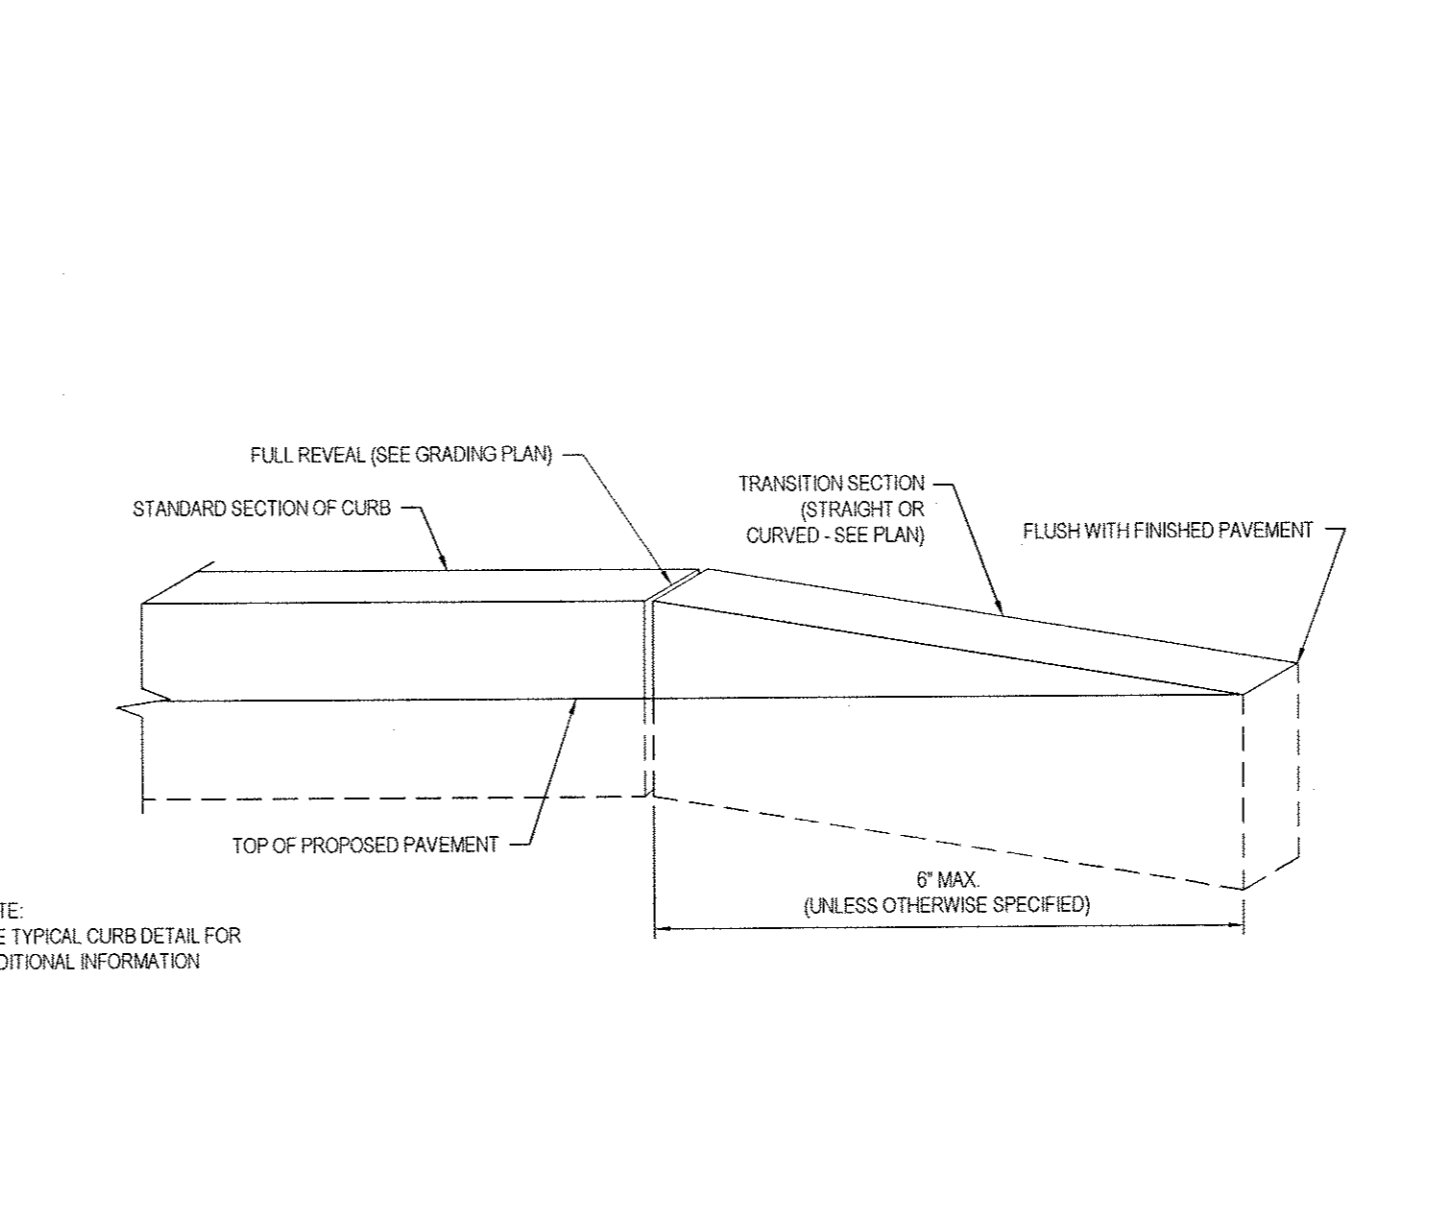 FULL REVEAL (SEE GRADING PLAN)
STANDARD SECTION OF CURB
TRANSITION SECTION
(STRAIGHT OR
CURVED - SEE PLAN)
FLUSH WITH FINISHED PAVEMENT
TOP OF PROPOSED PAVEMENT
6" MAX.
(UNLESS OTHERWISE SPECIFIED)
TE:
E TYPICAL CURB DETAIL FOR
DITIONAL INFORMATION